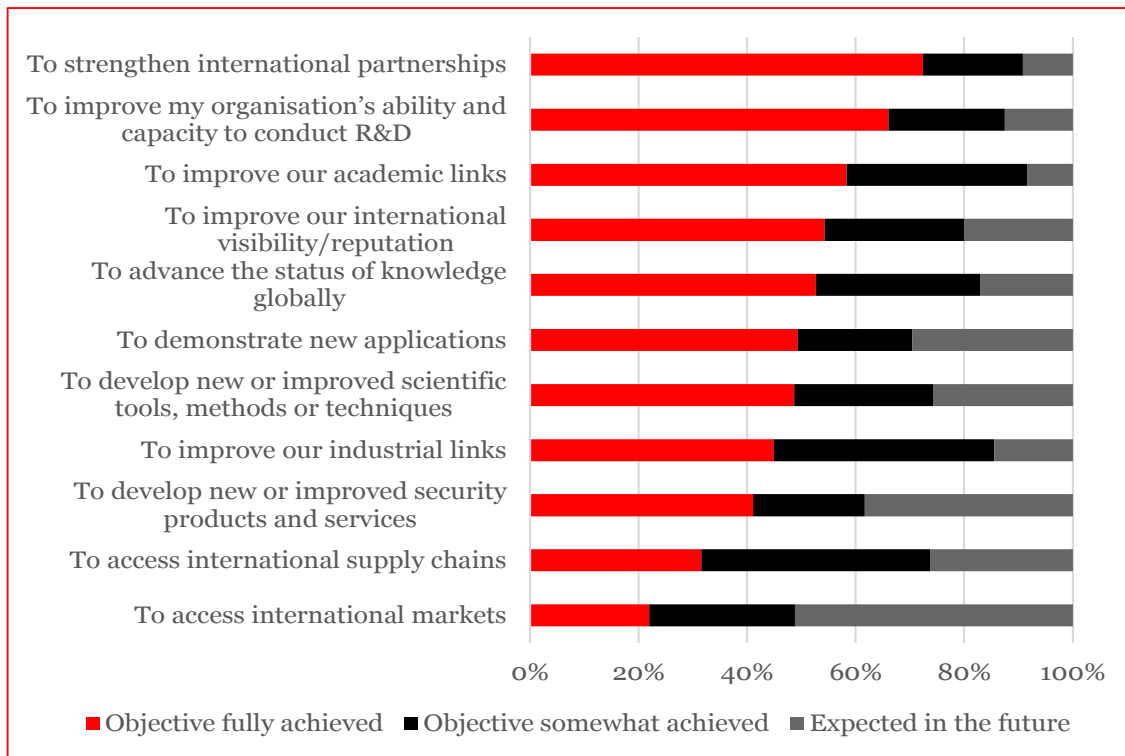 To strengthen international partnerships
To improve my organisation’s ability and
capacity to conduct R&D
To improve our academic links
To improve our international
visibility/reputation
To advance the status of knowledge
globally
To demonstrate new applications
To develop new or improved scientific
tools, methods or techniques
To improve our industrial links
To develop new or improved security
products and services
To access international supply chains
To access international markets
0% 20% 40% 60% 80% 100%
Objective fully achieved Objective somewhat achieved Expected in the future